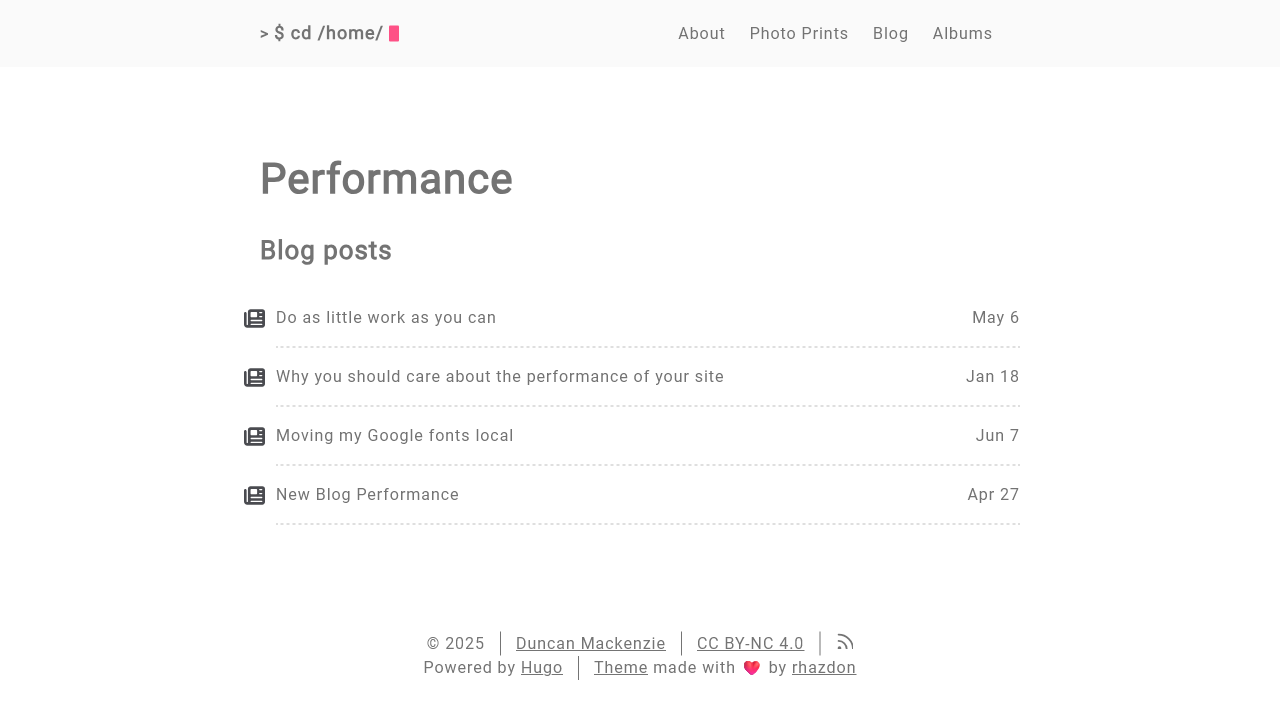 > $ cd /home/
About Photo Prints Blog Albums
Performance
Blog posts
Do as little work as you can May 6
Why you should care about the performance of your site Jan 18
Moving my Google fonts local Jun 7
New Blog Performance Apr 27
© 2025 Duncan Mackenzie CC BY-NC 4.0
Powered by Hugo Theme made with by rhazdon